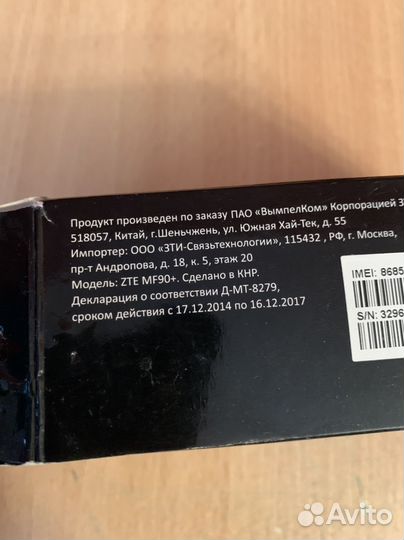 Продукт произведен по заказу ПАО «ВымпелКом» Корпорацией
518057, Китай, г.Шеньчжень, ул. Южная Хай-Тек, д. 55
Импортер: ООО «ЗТИ-Связьтехнологии», 115432 , РФ, г. Москва,
пр-т Андропова, д. 18, к. 5, этаж 20
Модель: ZTE MF90+. Сделано в КНР.
Декларация о соответствии Д-МТ-8279,
сроком действия с 17.12.2014 по 16.12.2017
IMEI: 8685
S/N: 3296
Avito